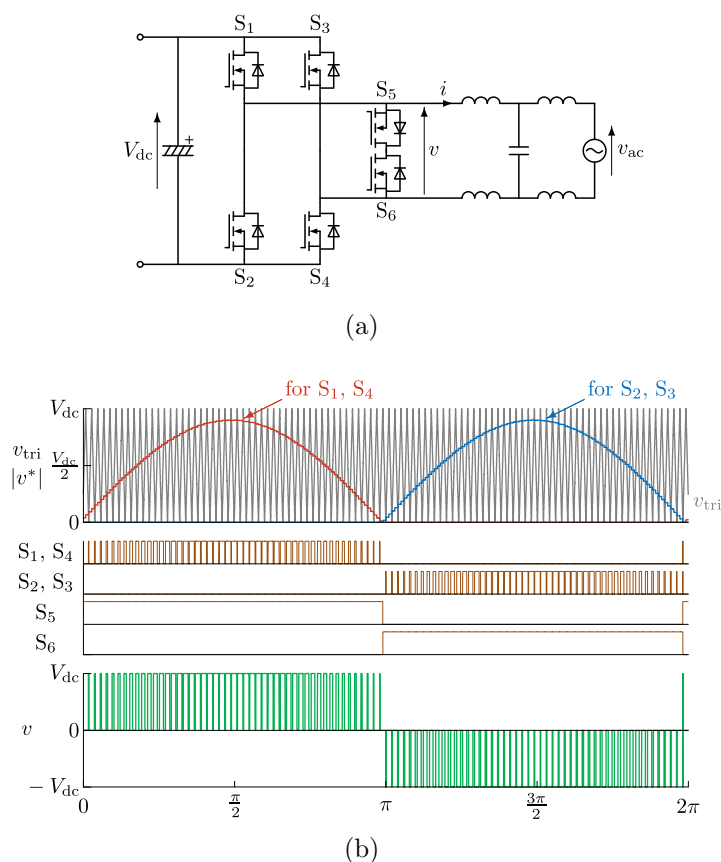 S1 S3
S5 i
+
Vdc v vac
S6
S2 S4
(a)
for S1, S4 for S2, S3
Vdc
vtri
|v*|
Vdc
2
0
vtri
S1, S4
S2, S3
S5
S6
Vdc
v 0
− Vdc
0 π/2 π 3π/2 2π
(b)